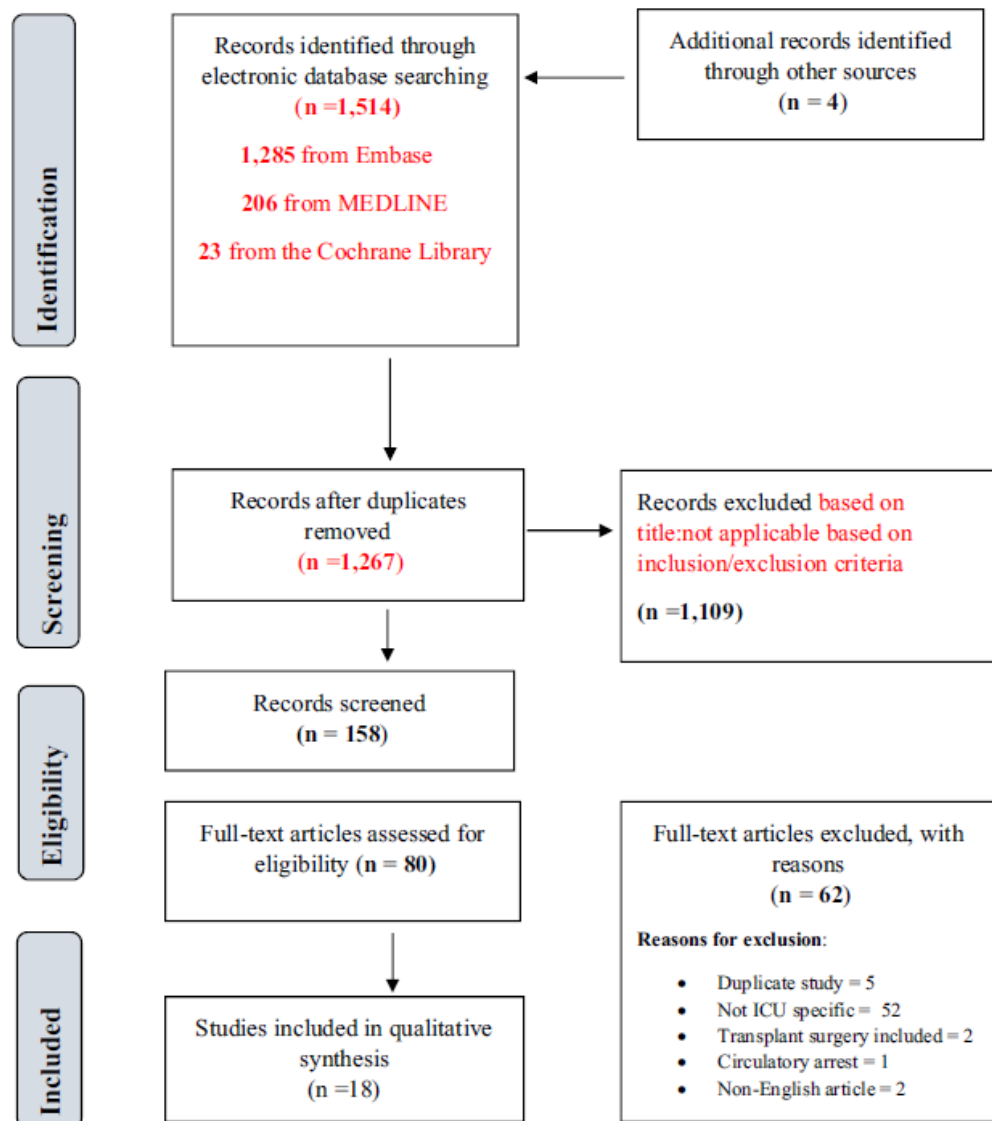 Identification
Records identified through
electronic database searching
(n =1,514)
1,285 from Embase
206 from MEDLINE
23 from the Cochrane Library
Additional records identified
through other sources
(n = 4)
Screening
Records after duplicates
removed
(n =1,267)
Records excluded based on
title:not applicable based on
inclusion/exclusion criteria
(n =1,109)
Eligibility
Records screened
(n = 158)
Full-text articles assessed for
eligibility (n = 80)
Full-text articles excluded, with
reasons
(n = 62)
Reasons for exclusion:
• Duplicate study = 5
• Not ICU specific = 52
• Transplant surgery included = 2
• Circulatory arrest = 1
• Non-English article = 2
Included
Studies included in qualitative
synthesis
(n =18)